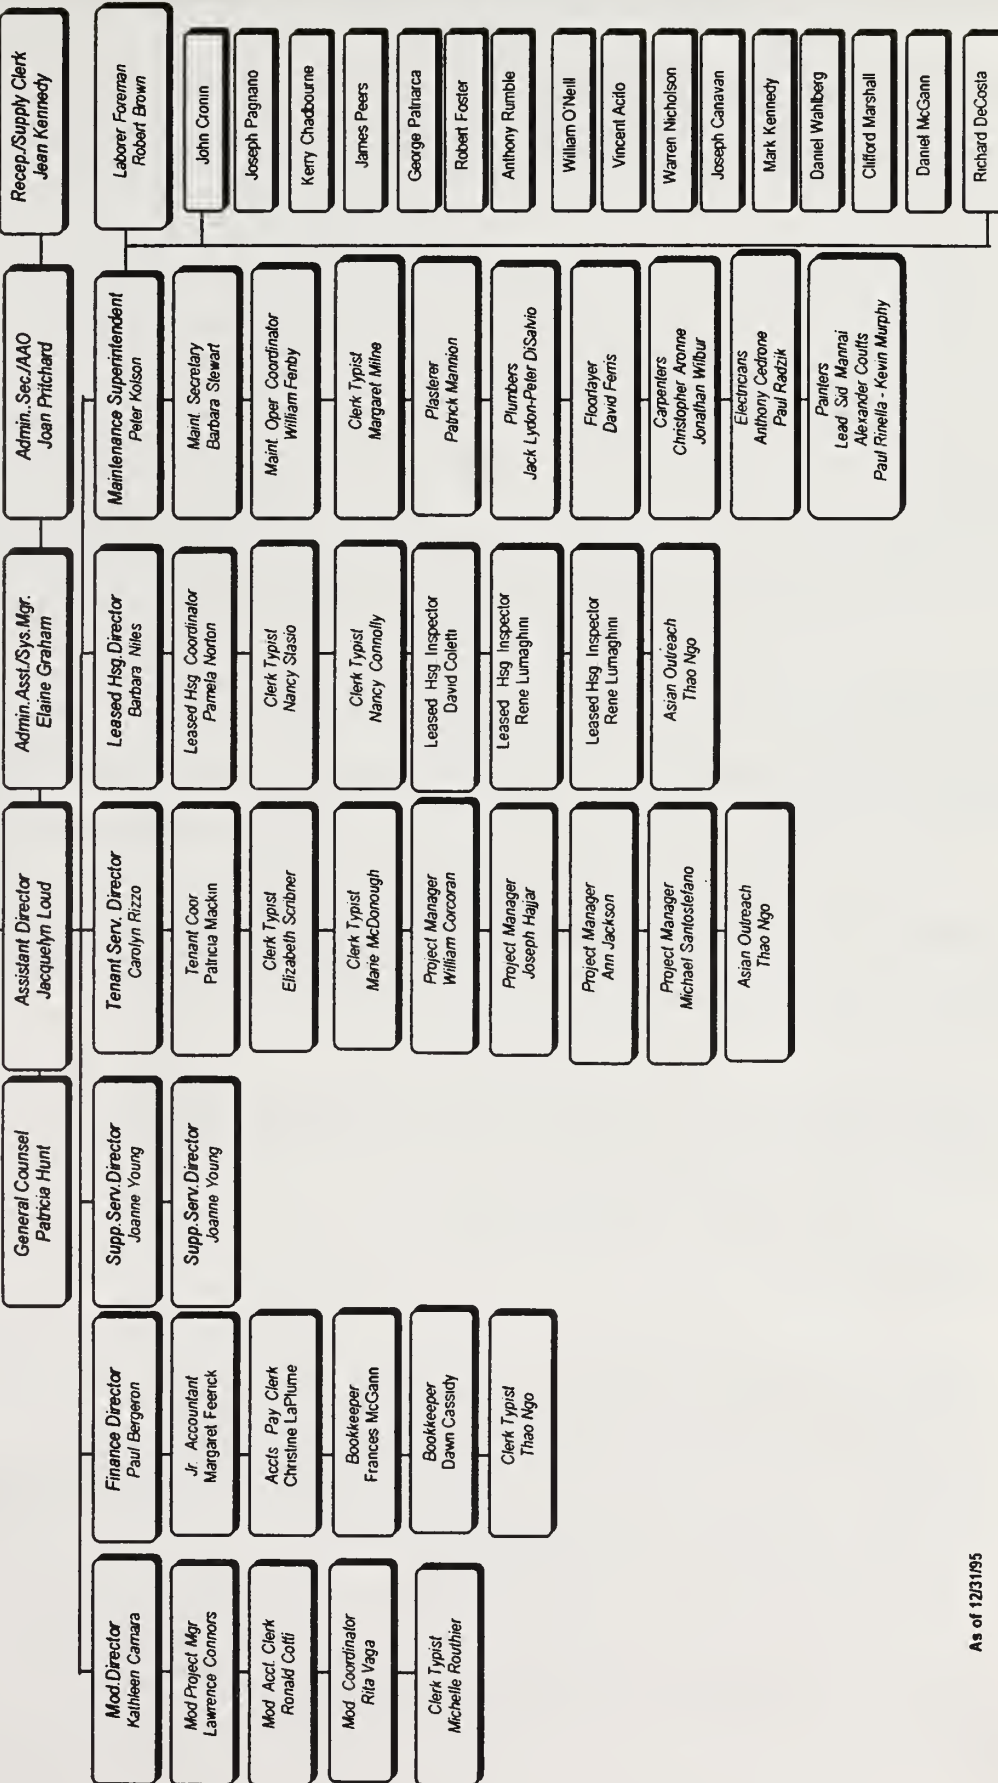 General Counsel
Patricia Hunt
Assistant Director
Jacquelyn Loud
Admin.Asst./Sys.Mgr.
Elaine Graham
Admin.Sec./AAO
Joan Pritchard
Recep./Supply Clerk
Jean Kennedy
Mod.Director
Kathleen Camara
Mod Project Mgr
Lawrence Connors
Mod Acct. Clerk
Ronald Cotti
Mod Coordinator
Rita Vaga
Clerk Typist
Michelle Routhier
Finance Director
Paul Bergeron
Jr. Accountant
Margaret Feerick
Accts Pay Clerk
Christine LaPlume
Bookkeeper
Frances McGann
Bookkeeper
Dawn Cassidy
Clerk Typist
Thao Ngo
Supp.Serv.Director
Joanne Young
Supp.Serv.Director
Joanne Young
Tenant Serv. Director
Carolyn Rizzo
Tenant Coor
Patricia Mackin
Clerk Typist
Elizabeth Scribner
Clerk Typist
Marie McDonough
Project Manager
William Corcoran
Project Manager
Joseph Hajjar
Project Manager
Ann Jackson
Project Manager
Michael Santostefano
Asian Outreach
Thao Ngo
Leased Hsg.Director
Barbara Niles
Leased Hsg Coordinator
Pamela Norton
Clerk Typist
Nancy Stasio
Clerk Typist
Nancy Connolly
Leased Hsg Inspector
David Coletti
Leased Hsg Inspector
Rene Lumaghini
Leased Hsg Inspector
Rene Lumaghini
Asian Outreach
Thao Ngo
Maintenance Superintendent
Peter Kolson
Maint. Secretary
Barbara Stewart
Maint. Oper Coordinator
William Fenby
Clerk Typist
Margaret Milne
Plasterer
Patrick Mannion
Plumbers
Jack Lydon-Peter DiSalvio
Floorlayer
David Ferris
Carpenters
Christopher Aronne
Jonathan Wilbur
Electricians
Anthony Cedrone
Paul Radzik
Painters
Lead Sid Mannai
Alexander Coutts
Paul Rinella - Kevin Murphy
Laborer Foreman
Robert Brown
John Cronin
Joseph Pagnano
Kerry Chadbourne
James Peers
George Patriarca
Robert Foster
Anthony Rumble
William O'Neill
Vincent Acito
Warren Nicholson
Joseph Canavan
Mark Kennedy
Daniel Wahlberg
Clifford Marshall
Daniel McGann
Richard DeCosta
As of 12/31/95